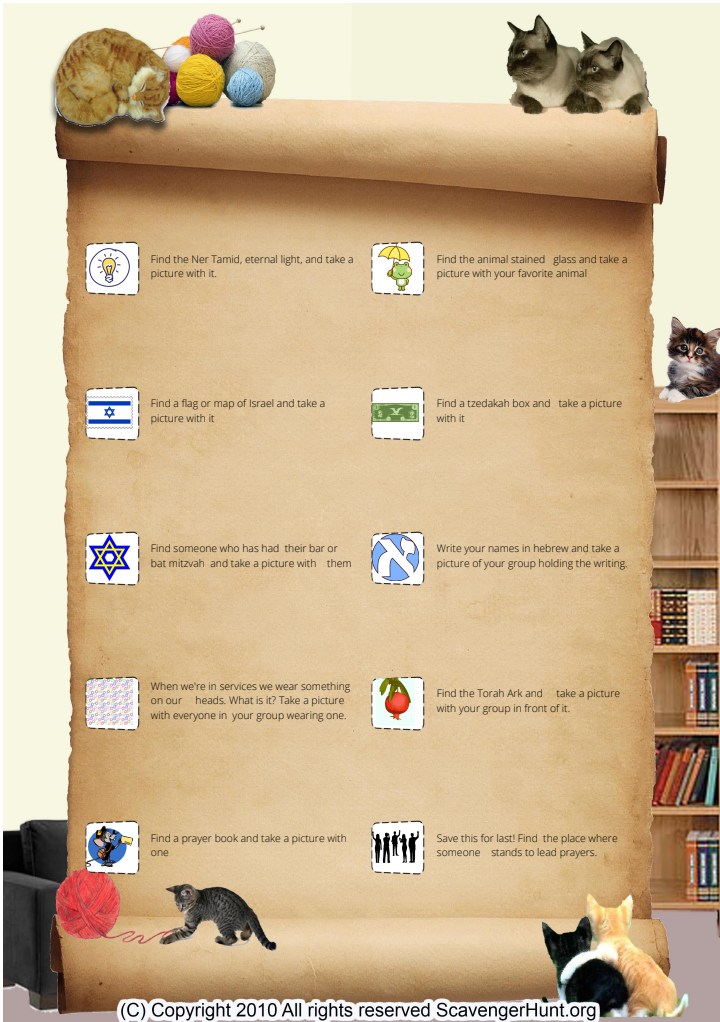 Find the Ner Tamid, eternal light, and take a
picture with it.
Find the animal stained glass and take a
picture with your favorite animal
Find a flag or map of Israel and take a
picture with it
Find a tzedakah box and take a picture
with it
Find someone who has had their bar or
bat mitzvah and take a picture with them
Write your names in hebrew and take a
picture of your group holding the writing.
When we're in services we wear something
on our heads. What is it? Take a picture
with everyone in your group wearing one.
Find the Torah Ark and take a picture
with your group in front of it.
Find a prayer book and take a picture with
one
Save this for last! Find the place where
someone stands to lead prayers.
(C) Copyright 2010 All rights reserved ScavengerHunt.org